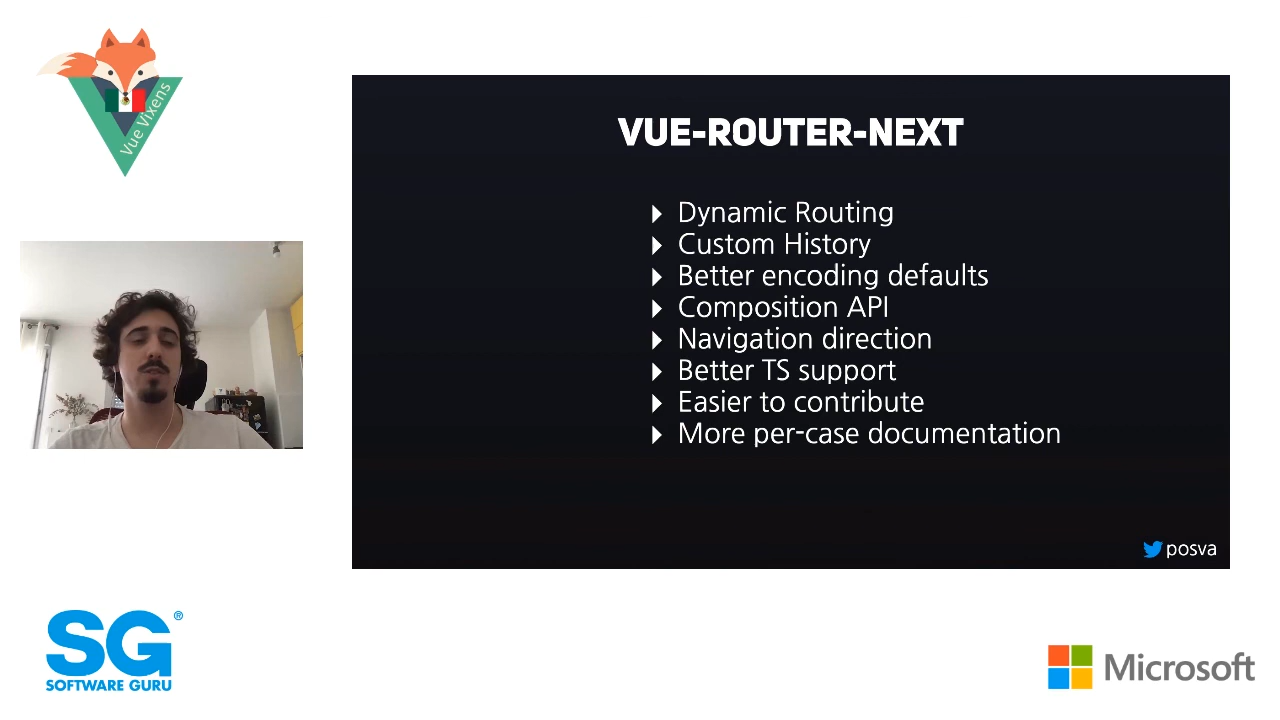 Vue Vixens
VUE-ROUTER-NEXT
Dynamic Routing
Custom History
Better encoding defaults
Composition API
Navigation direction
Better TS support
Easier to contribute
More per-case documentation
posva
SG®
SOFTWARE GURU
Microsoft